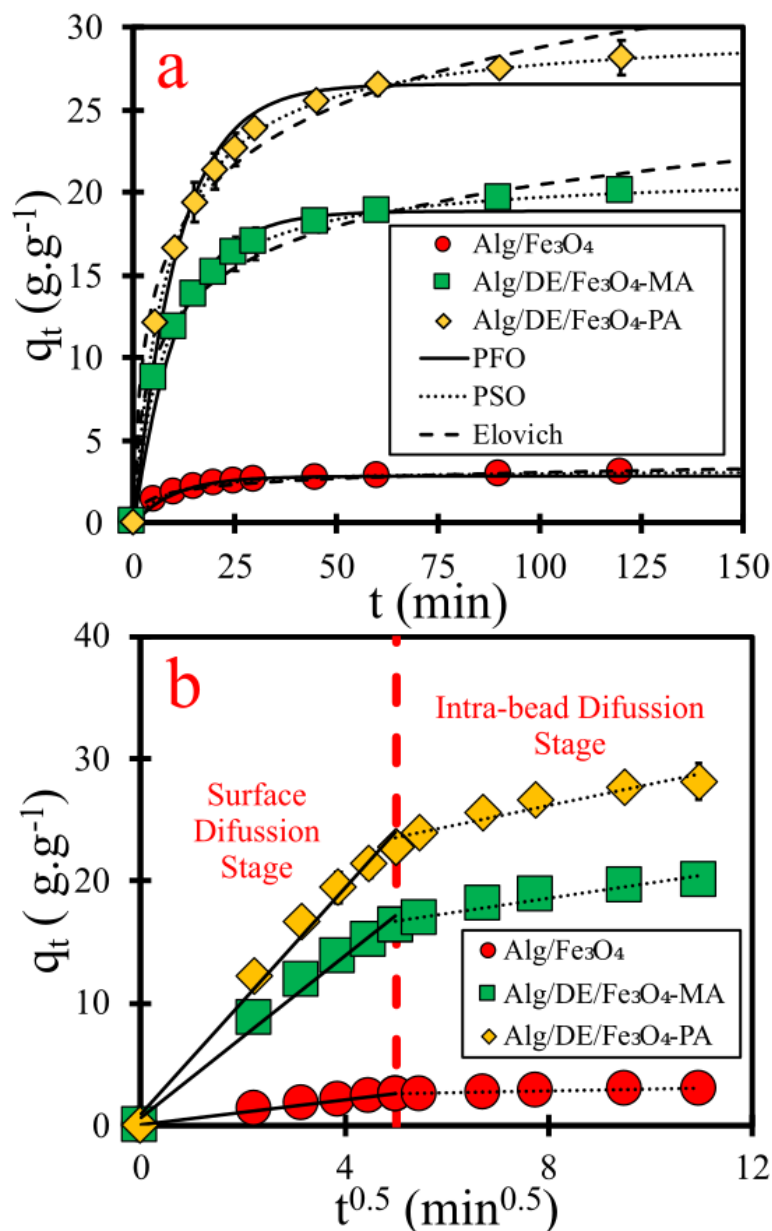 a
30
25
20
15
10
5
0
qₜ (g.g⁻¹)
Alg/Fe₃O₄
Alg/DE/Fe₃O₄-MA
Alg/DE/Fe₃O₄-PA
PFO
PSO
Elovich
0 25 50 75 100 125 150
t (min)
b
40
30
20
10
0
qₜ ( g.g⁻¹)
Intra-bead Difussion
Stage
Surface
Difussion
Stage
Alg/Fe₃O₄
Alg/DE/Fe₃O₄-MA
Alg/DE/Fe₃O₄-PA
0 4 8 12
t⁰·⁵ (min⁰·⁵)